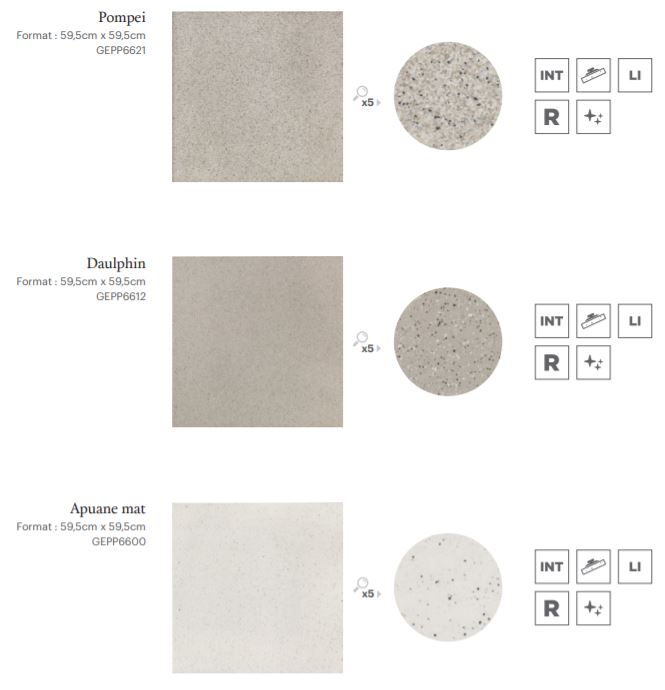 Pompei
Format : 59,5cm x 59,5cm
GEPP6621
x5
INT
LI
R
Daulphin
Format : 59,5cm x 59,5cm
GEPP6612
x5
INT
LI
R
Apuane mat
Format : 59,5cm x 59,5cm
GEPP6600
x5
INT
LI
R